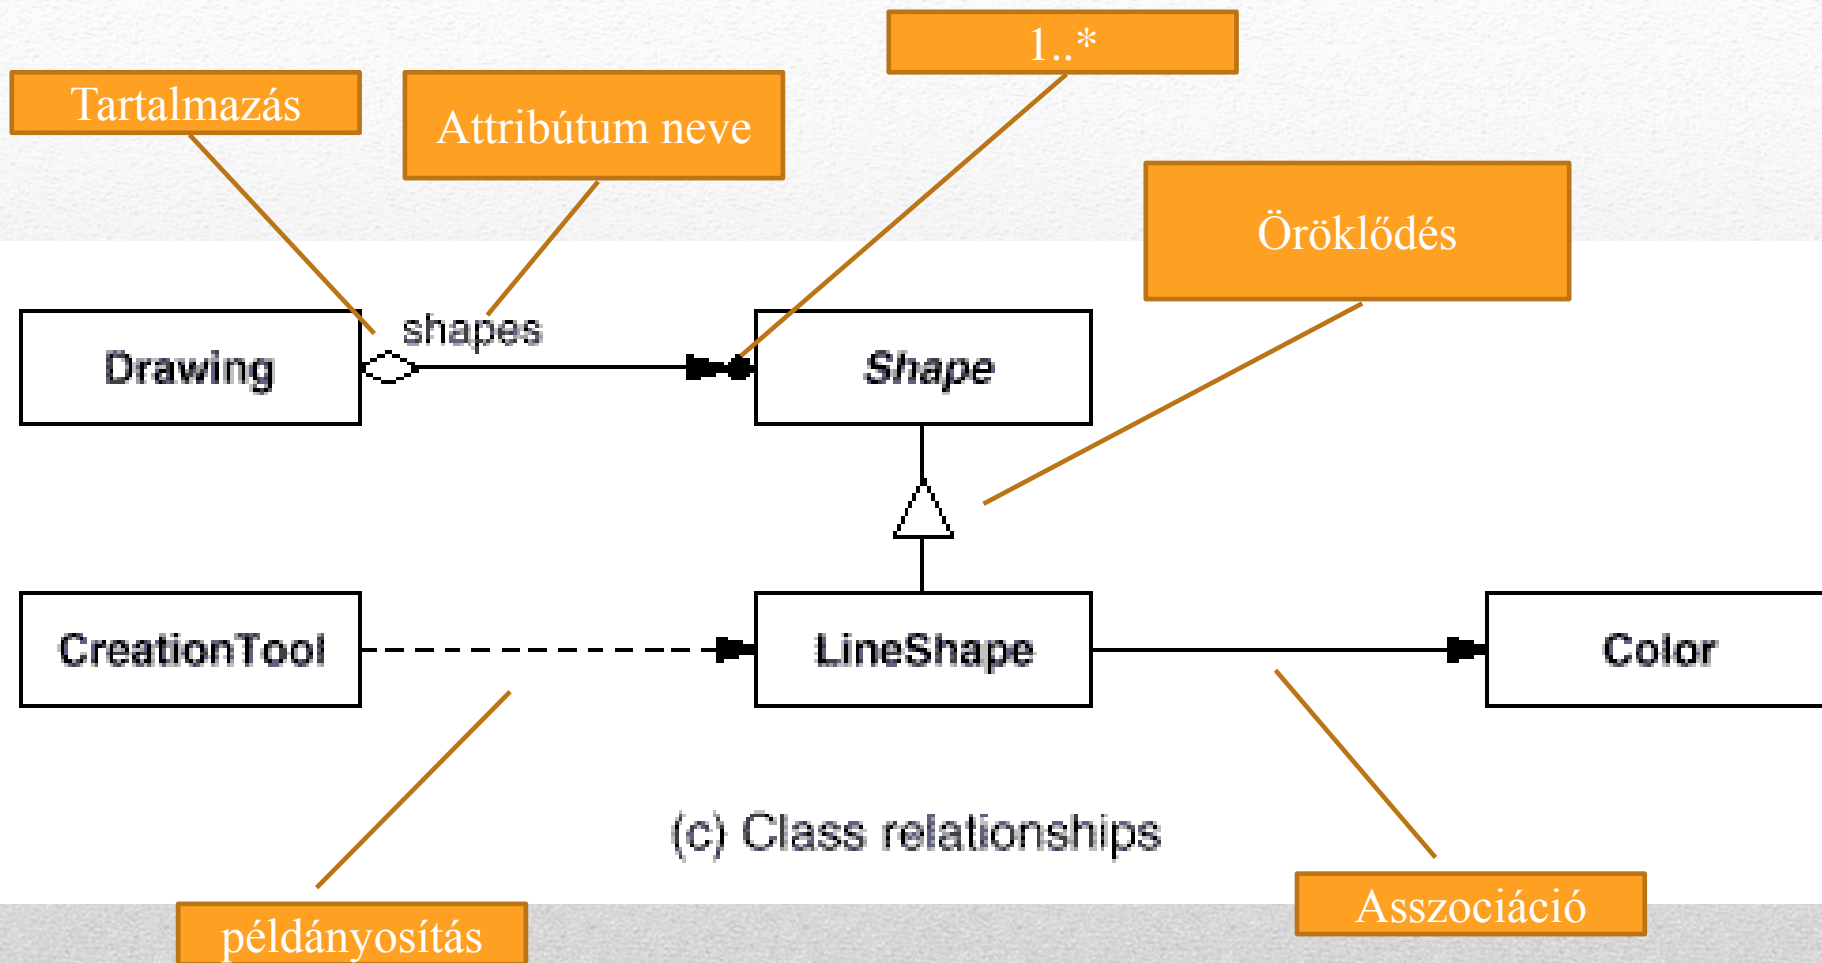 1..*
Tartalmazás
Attribútum neve
Öröklődés
shapes
Drawing
Shape
CreationTool
LineShape
Color
(c) Class relationships
példányosítás
Asszociáció